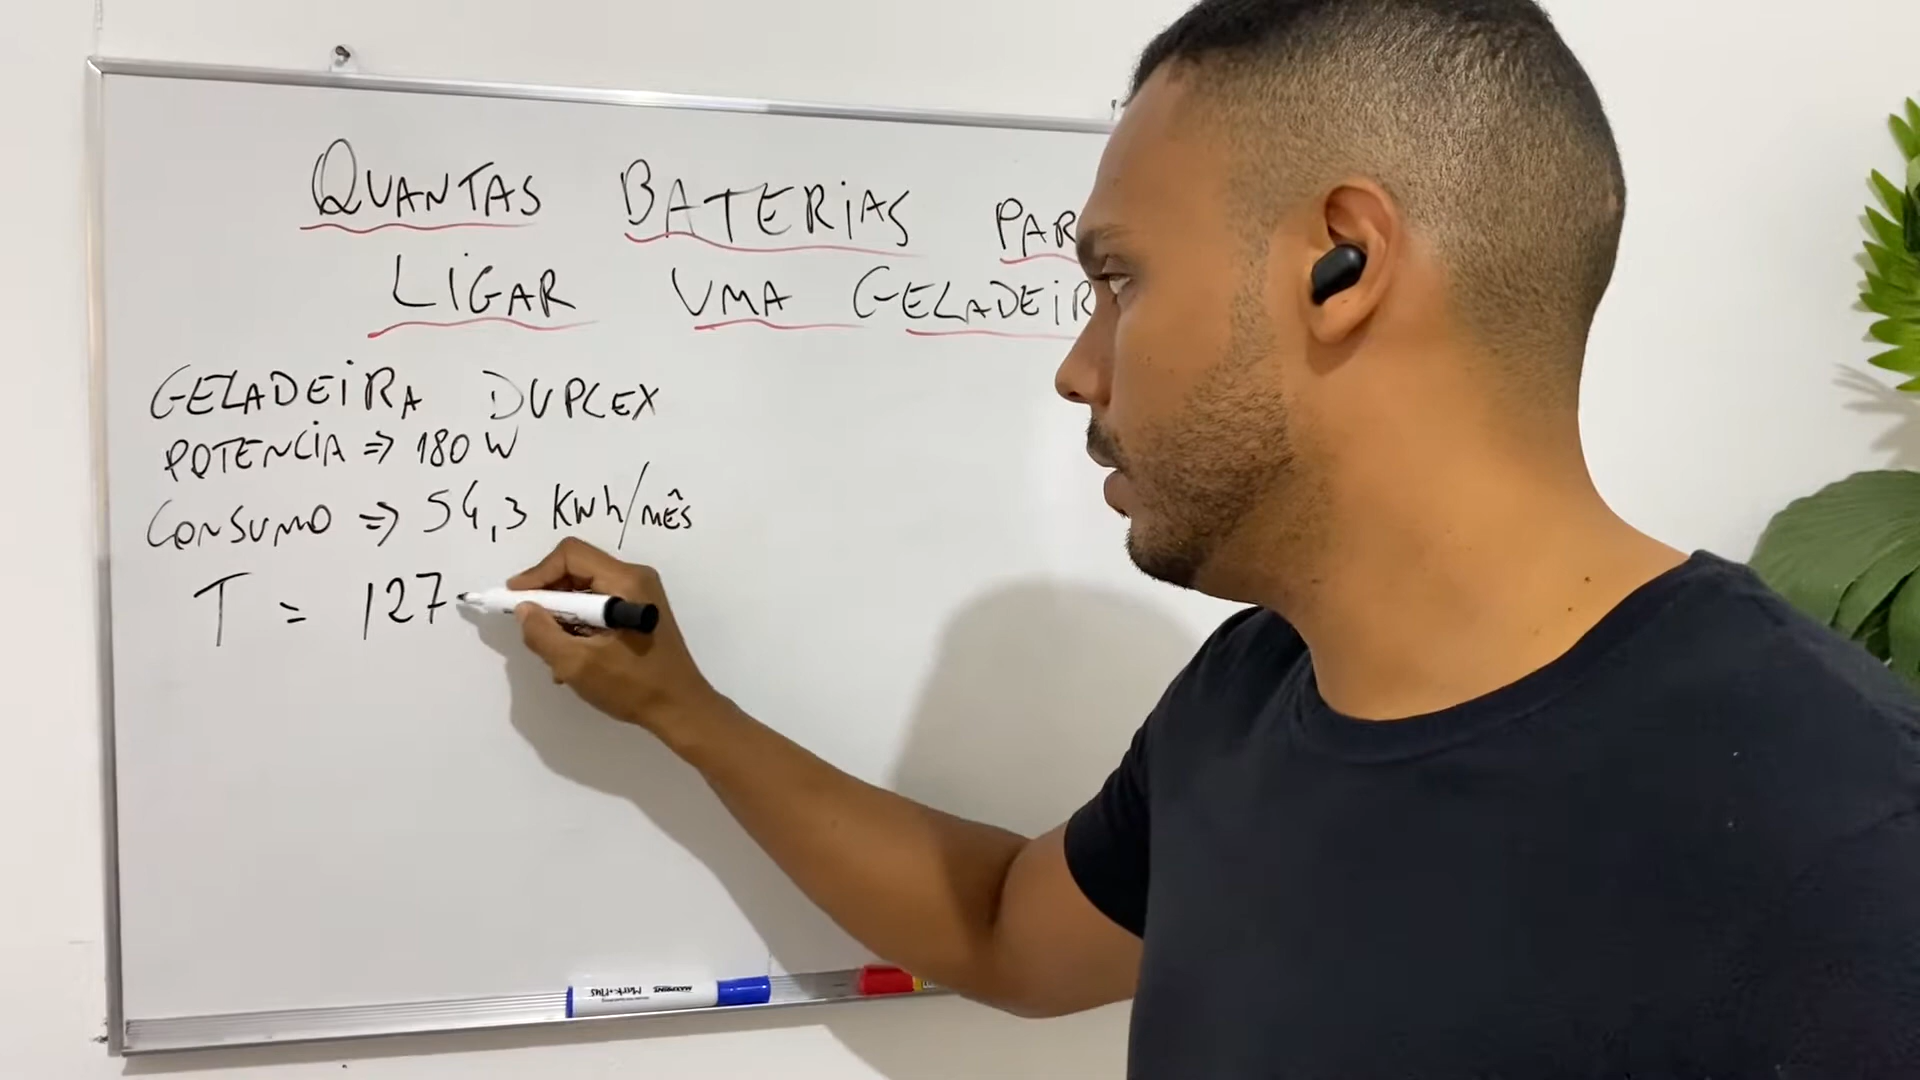 QUANTAS BATERIAS PAR
LIGAR UMA GELADEIR
GELADEIRA DUPLEX
POTENCIA => 180 W
CONSUMO => 54,3 KWh/MÊS
T = 127